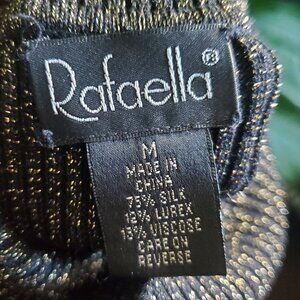 Rafaella®
M
MADE IN
CHINA
75% SILK
12% LUREX
13% VISCOSE
CARE ON
REVERSE